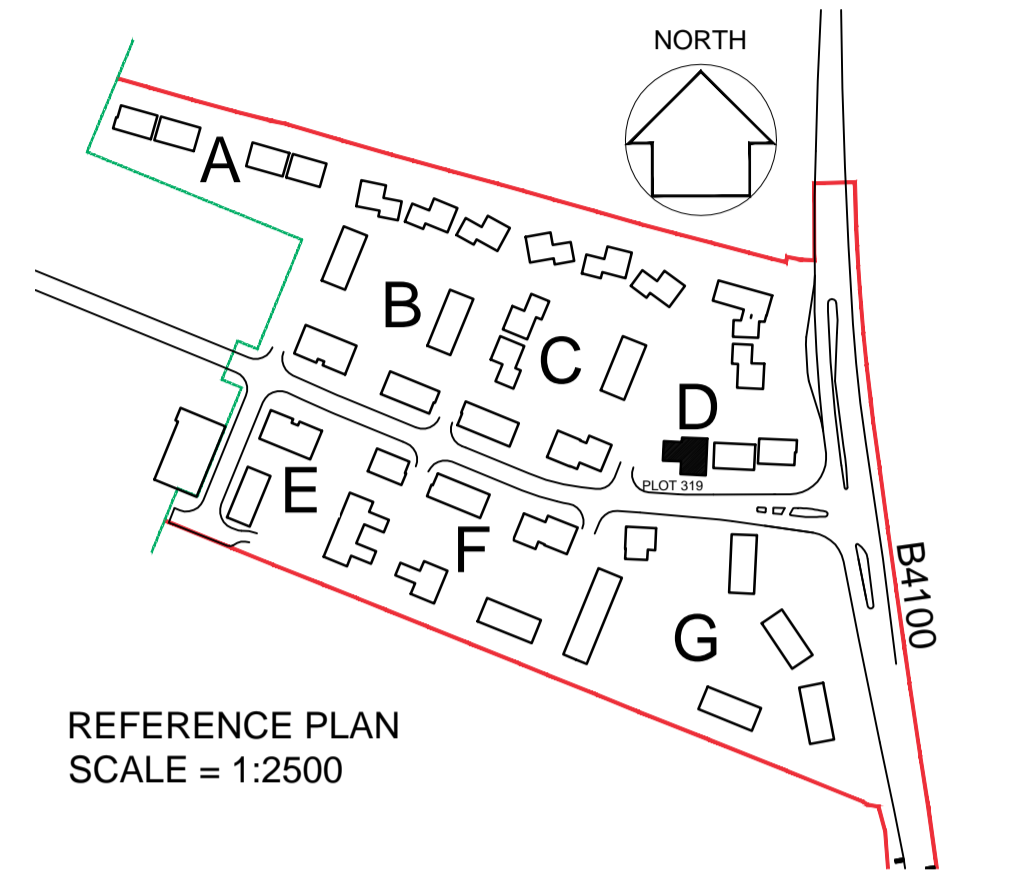 NORTH
A
B
C
D
PLOT 319
E
F
B4100
G
REFERENCE PLAN
SCALE = 1:2500